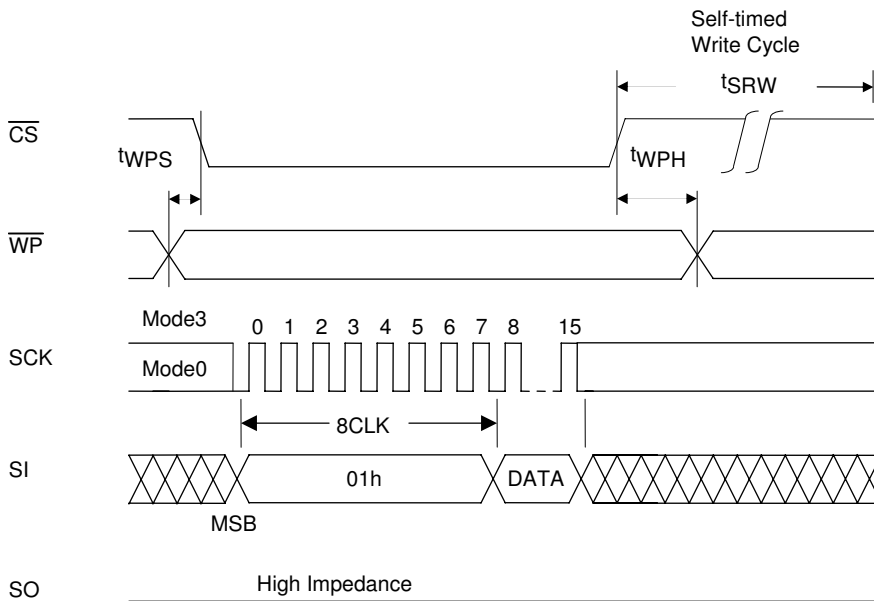 Self-timed
Write Cycle
tSRW
CS
tWPS
tWPH
WP
Mode3
0 1 2 3 4 5 6 7 8 15
SCK
Mode0
8CLK
SI
01h
DATA
MSB
SO
High Impedance